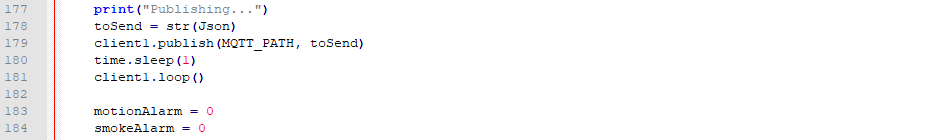 177 print("Publishing...")
178 toSend = str(Json)
179 client1.publish(MQTT_PATH, toSend)
180 time.sleep(1)
181 client1.loop()
182
183 motionAlarm = 0
184 smokeAlarm = 0